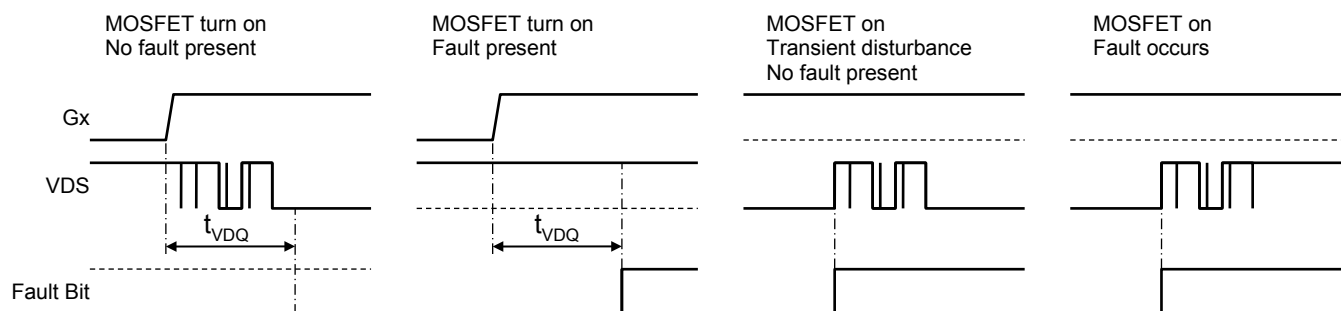 MOSFET turn on
No fault present
MOSFET turn on
Fault present
MOSFET on
Transient disturbance
No fault present
MOSFET on
Fault occurs
Gx
VDS
tVDQ
tVDQ
Fault Bit